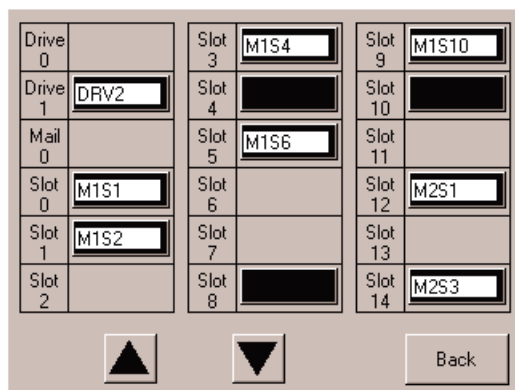 Drive
0
Drive
1
DRV2
Mail
0
Slot
0
M1S1
Slot
1
M1S2
Slot
2
Slot
3
M1S4
Slot
4
Slot
5
M1S6
Slot
6
Slot
7
Slot
8
Slot
9
M1S10
Slot
10
Slot
11
Slot
12
M2S1
Slot
13
Slot
14
M2S3
Back